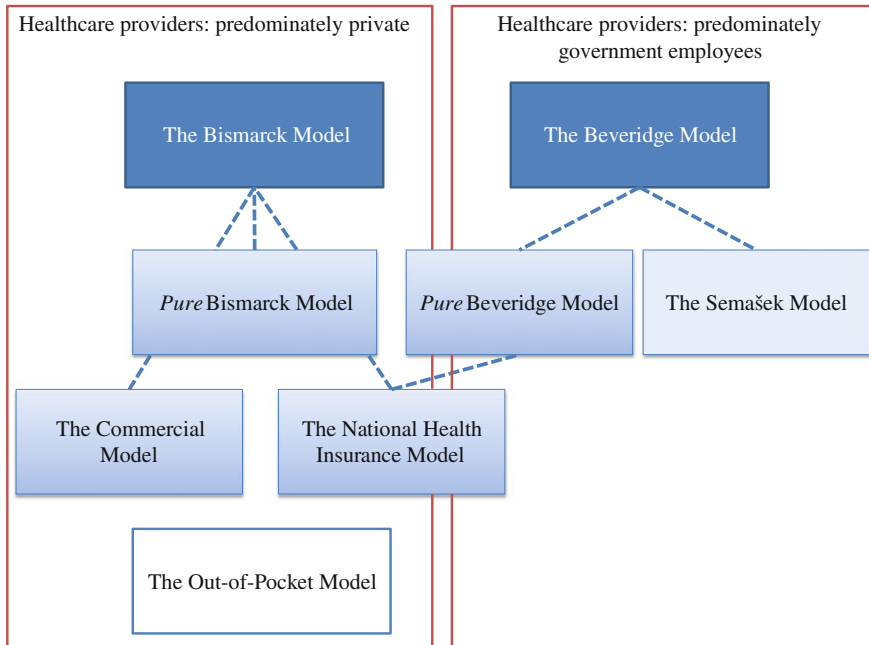 Healthcare providers: predominately private
Healthcare providers: predominately
government employees
The Bismarck Model
The Beveridge Model
Pure Bismarck Model
Pure Beveridge Model
The Semašek Model
The Commercial
Model
The National Health
Insurance Model
The Out-of-Pocket Model